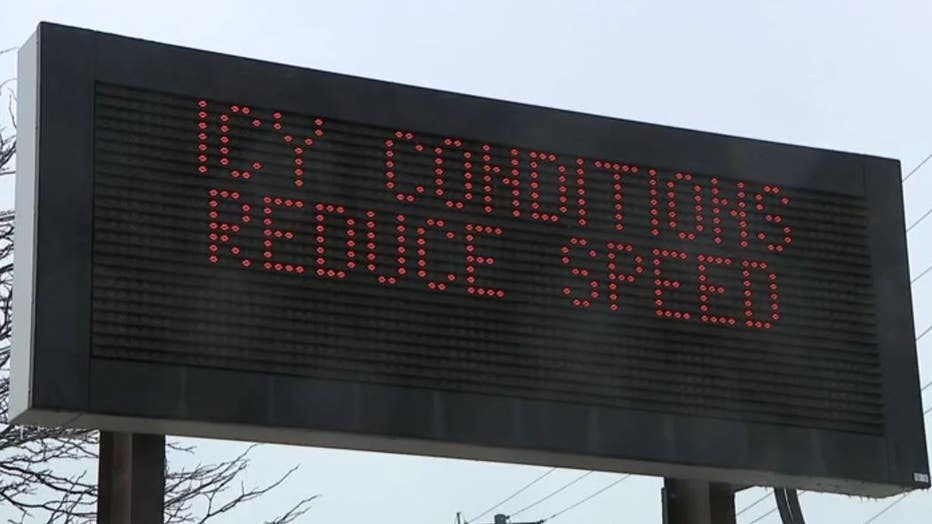 ICY CONDITIONS
REDUCE SPEED